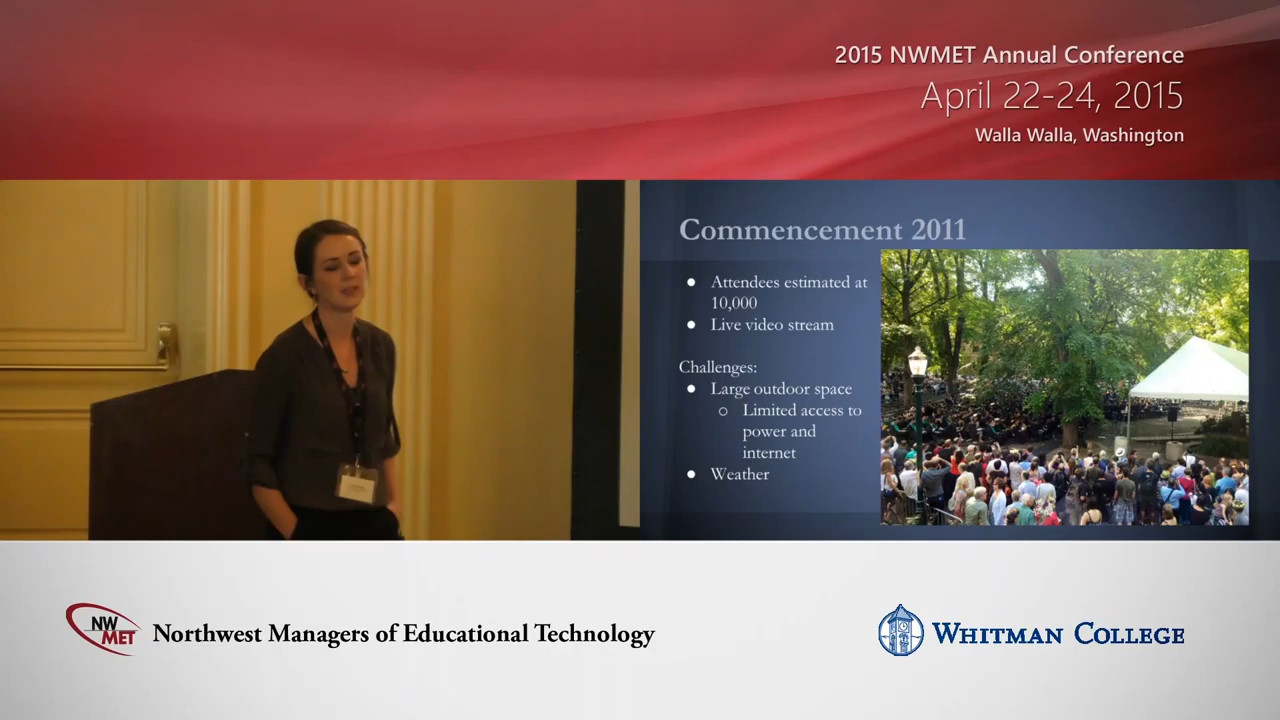 2015 NWMET Annual Conference
April 22-24, 2015
Walla Walla, Washington
Commencement 2011
● Attendees estimated at
10,000
● Live video stream
Challenges:
● Large outdoor space
○ Limited access to
power and
internet
● Weather
NW
MET
Northwest Managers of Educational Technology
WHITMAN COLLEGE